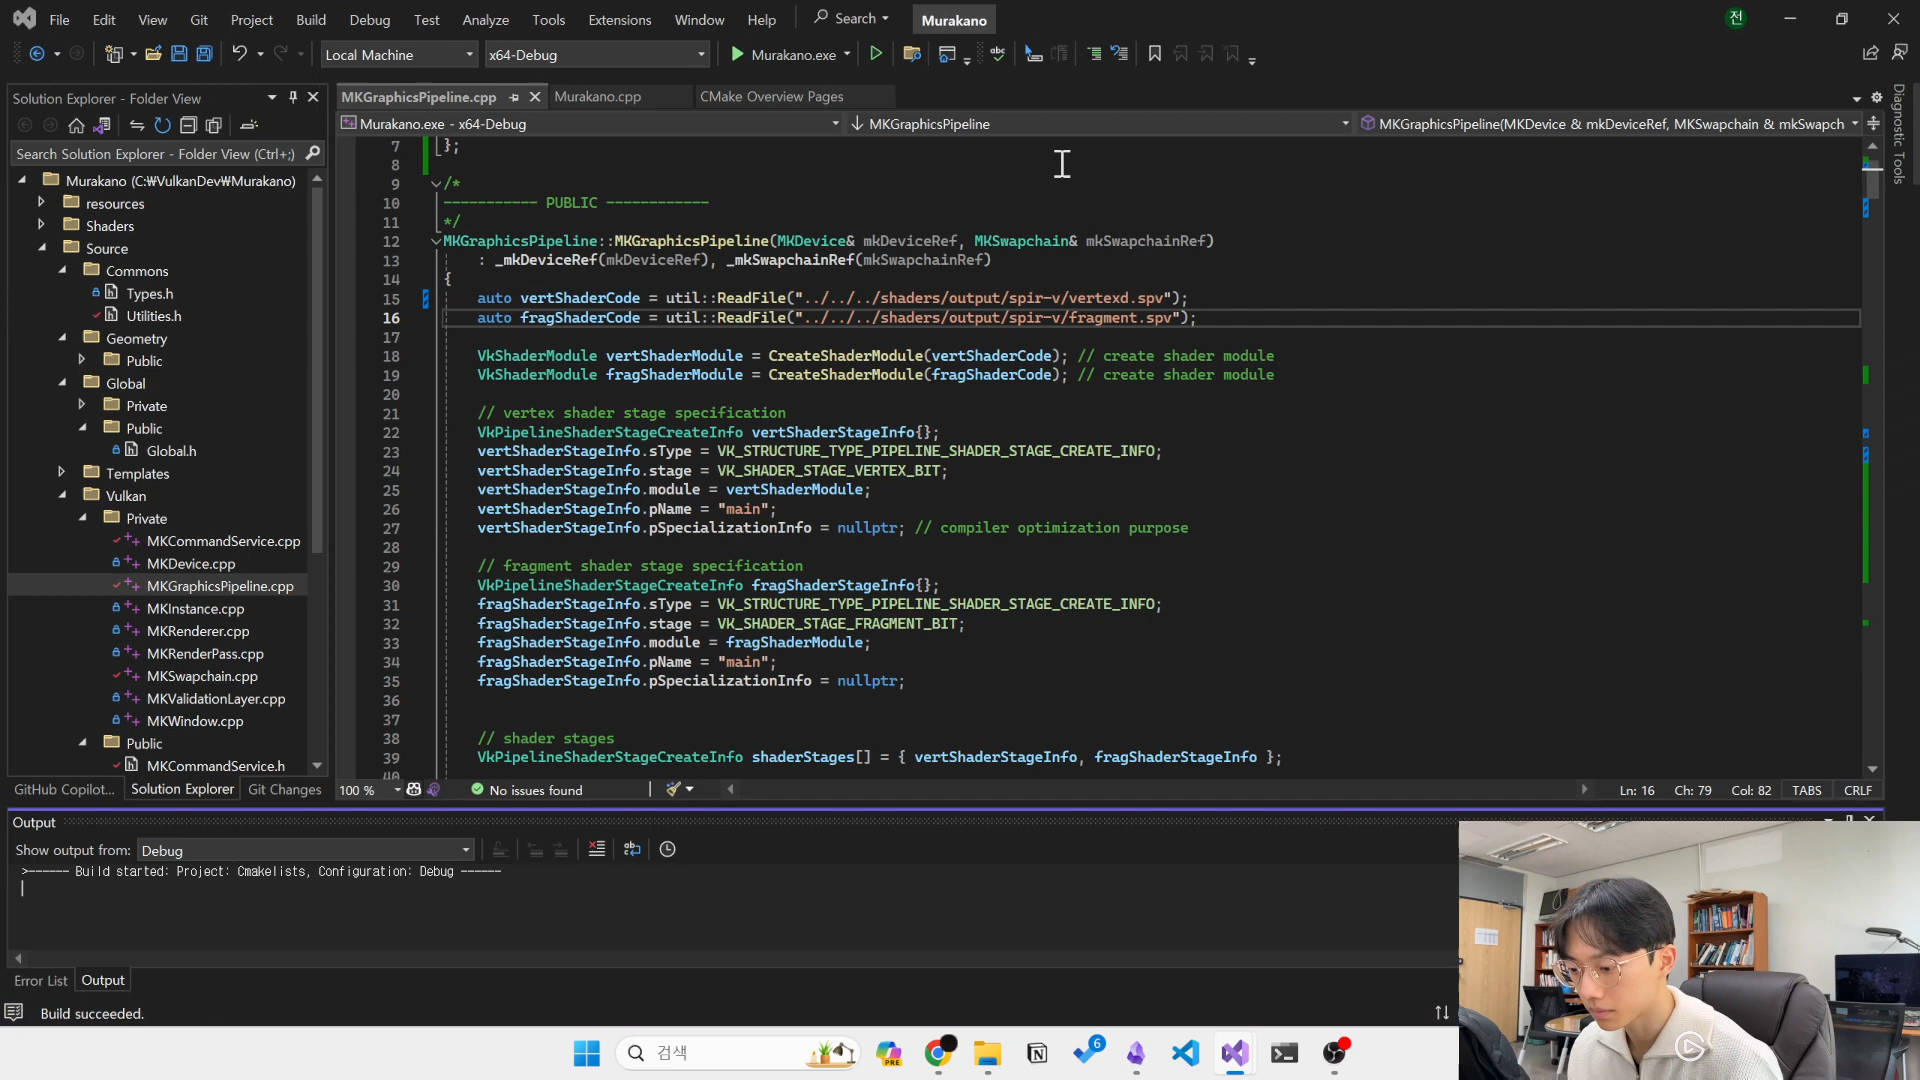 File Edit View Git Project Build Debug Test Analyze Tools Extensions Window Help Search Murakano 전
Local Machine x64-Debug Murakano.exe
Solution Explorer - Folder View
MKGraphicsPipeline.cpp Murakano.cpp CMake Overview Pages
Murakano.exe - x64-Debug MKGraphicsPipeline MKGraphicsPipeline(MKDevice & mkDeviceRef, MKSwapchain & mkSwapch
Search Solution Explorer - Folder View (Ctrl+;)
Murakano (C:₩VulkanDev₩Murakano)
resources
Shaders
Source
Commons
Types.h
Utilities.h
Geometry
Public
Global
Private
Public
Global.h
Templates
Vulkan
Private
MKCommandService.cpp
MKDevice.cpp
MKGraphicsPipeline.cpp
MKInstance.cpp
MKRenderer.cpp
MKRenderPass.cpp
MKSwapchain.cpp
MKValidationLayer.cpp
MKWindow.cpp
Public
MKCommandService.h
GitHub Copilot... Solution Explorer Git Changes
7 };
8
9 /*
10 ----------- PUBLIC ------------
11 */
12 MKGraphicsPipeline::MKGraphicsPipeline(MKDevice& mkDeviceRef, MKSwapchain& mkSwapchainRef)
13 : _mkDeviceRef(mkDeviceRef), _mkSwapchainRef(mkSwapchainRef)
14 {
15 auto vertShaderCode = util::ReadFile("../../../shaders/output/spir-v/vertexd.spv");
16 auto fragShaderCode = util::ReadFile("../../../shaders/output/spir-v/fragment.spv");
17
18 VkShaderModule vertShaderModule = CreateShaderModule(vertShaderCode); // create shader module
19 VkShaderModule fragShaderModule = CreateShaderModule(fragShaderCode); // create shader module
20
21 // vertex shader stage specification
22 VkPipelineShaderStageCreateInfo vertShaderStageInfo{};
23 vertShaderStageInfo.sType = VK_STRUCTURE_TYPE_PIPELINE_SHADER_STAGE_CREATE_INFO;
24 vertShaderStageInfo.stage = VK_SHADER_STAGE_VERTEX_BIT;
25 vertShaderStageInfo.module = vertShaderModule;
26 vertShaderStageInfo.pName = "main";
27 vertShaderStageInfo.pSpecializationInfo = nullptr; // compiler optimization purpose
28
29 // fragment shader stage specification
30 VkPipelineShaderStageCreateInfo fragShaderStageInfo{};
31 fragShaderStageInfo.sType = VK_STRUCTURE_TYPE_PIPELINE_SHADER_STAGE_CREATE_INFO;
32 fragShaderStageInfo.stage = VK_SHADER_STAGE_FRAGMENT_BIT;
33 fragShaderStageInfo.module = fragShaderModule;
34 fragShaderStageInfo.pName = "main";
35 fragShaderStageInfo.pSpecializationInfo = nullptr;
36
37
38 // shader stages
39 VkPipelineShaderStageCreateInfo shaderStages[] = { vertShaderStageInfo, fragShaderStageInfo };
40
100 % No issues found Ln: 16 Ch: 79 Col: 82 TABS CRLF
Diagnostic Tools
Output
Show output from: Debug
>------ Build started: Project: Cmakelists, Configuration: Debug ------
Error List Output
Build succeeded.
검색 PRE 6